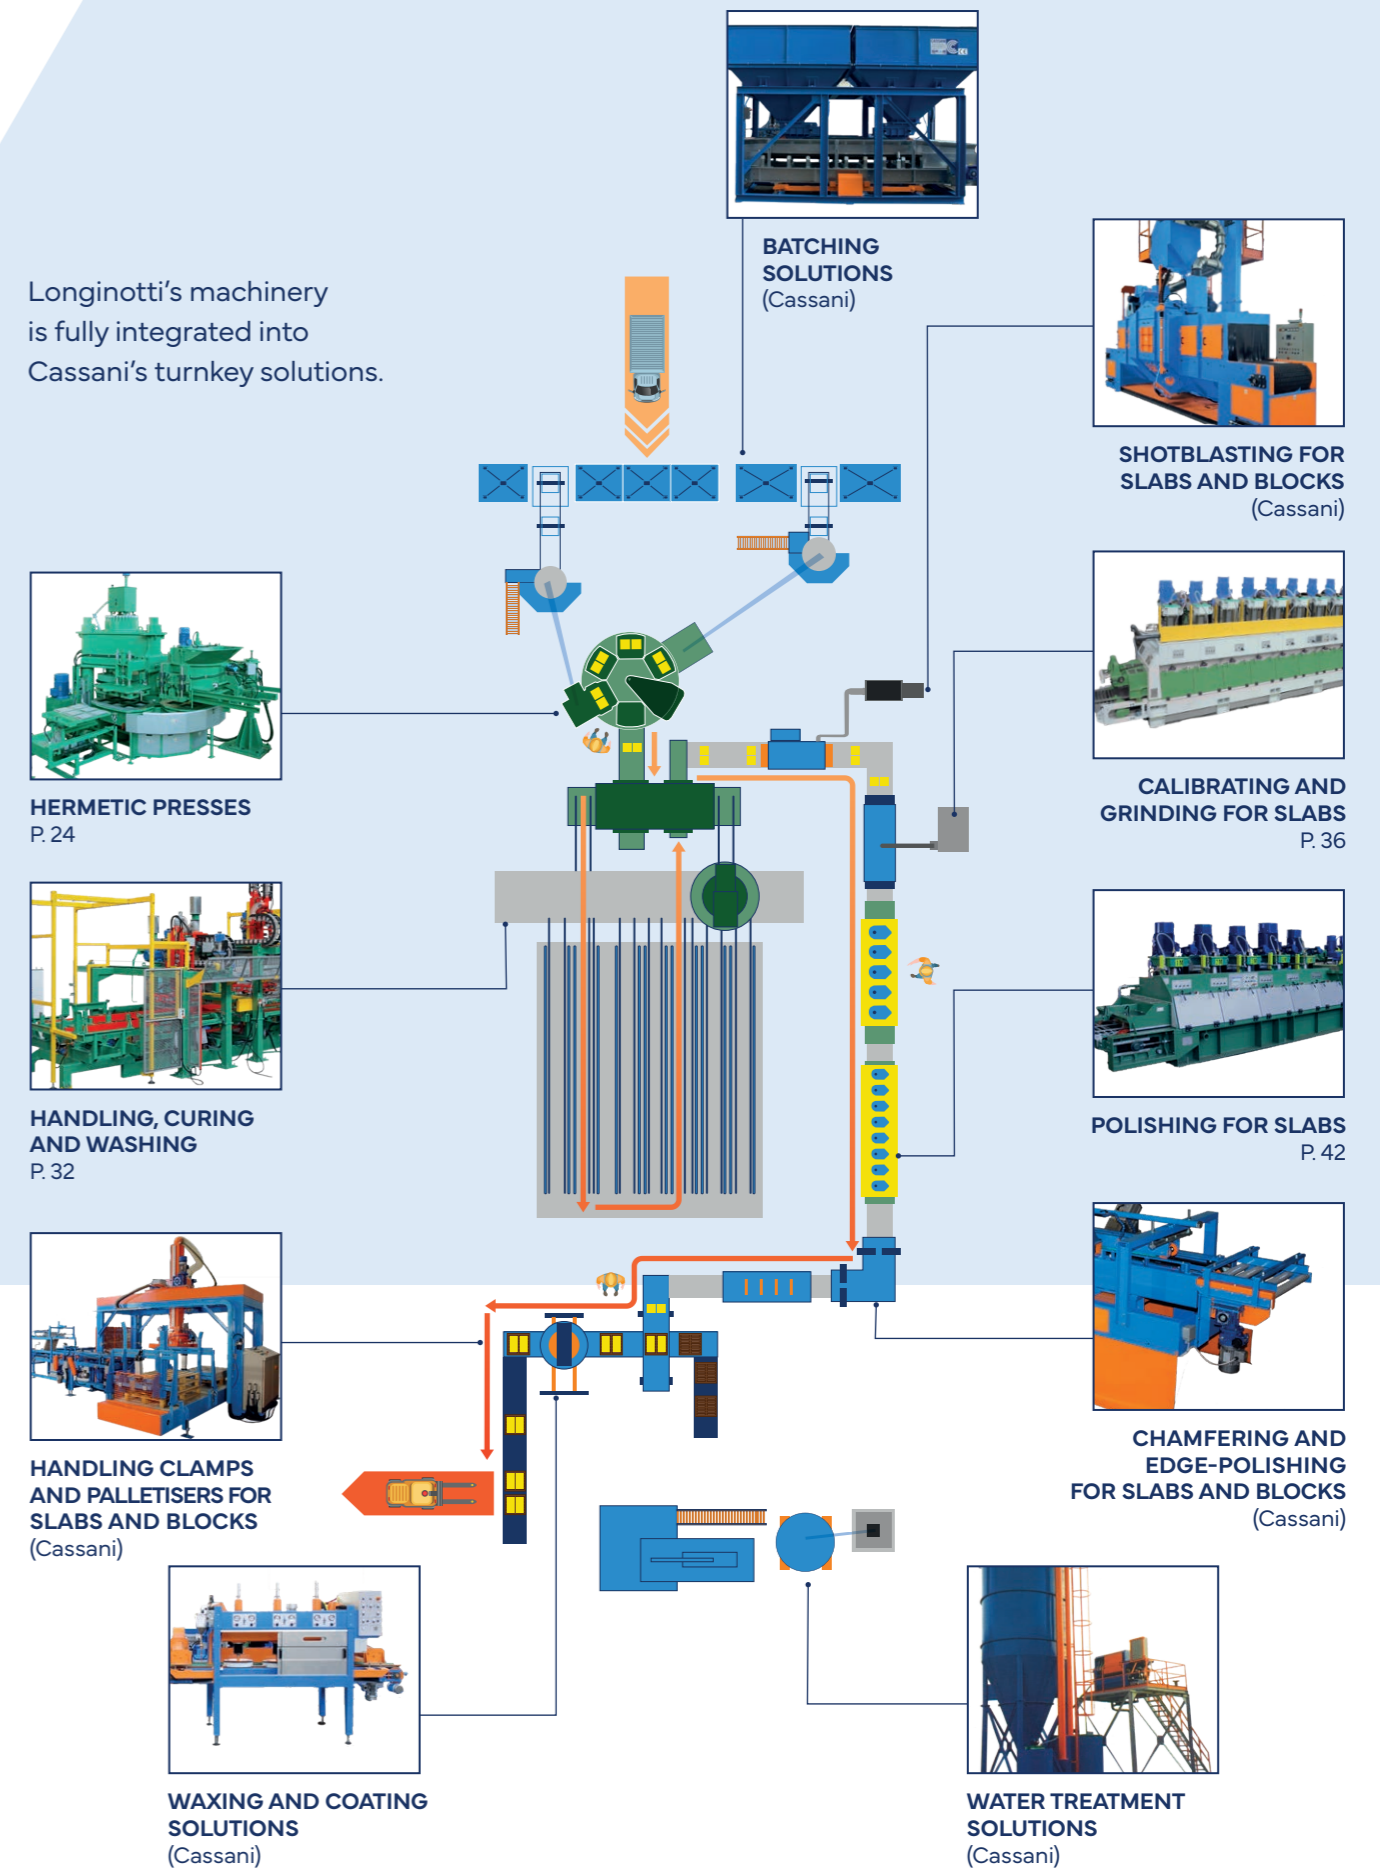 BATCHING
SOLUTIONS
(Cassani)
Longinotti's machinery
is fully integrated into
Cassani's turnkey solutions.
SHOTBLASTING FOR
SLABS AND BLOCKS
(Cassani)
HERMETIC PRESSES
P. 24
CALIBRATING AND
GRINDING FOR SLABS
P. 36
HANDLING, CURING
AND WASHING
P. 32
POLISHING FOR SLABS
P. 42
HANDLING CLAMPS
AND PALLETISERS FOR
SLABS AND BLOCKS
(Cassani)
CHAMFERING AND
EDGE-POLISHING
FOR SLABS AND BLOCKS
(Cassani)
WAXING AND COATING
SOLUTIONS
(Cassani)
WATER TREATMENT
SOLUTIONS
(Cassani)